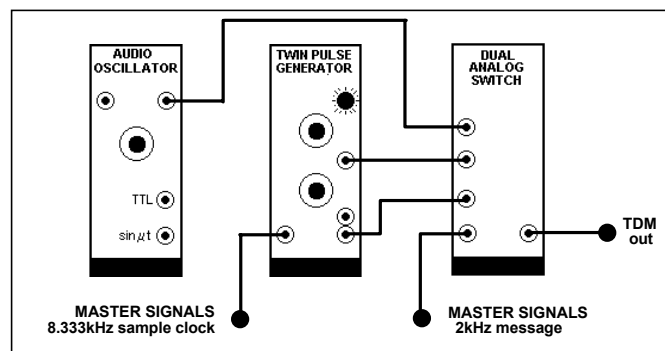 AUDIO
OSCILLATOR
TWIN PULSE
GENERATOR
DUAL
ANALOG
SWITCH
TTL
sinμt
TDM
out
MASTER SIGNALS
8.333kHz sample clock
MASTER SIGNALS
2kHz message